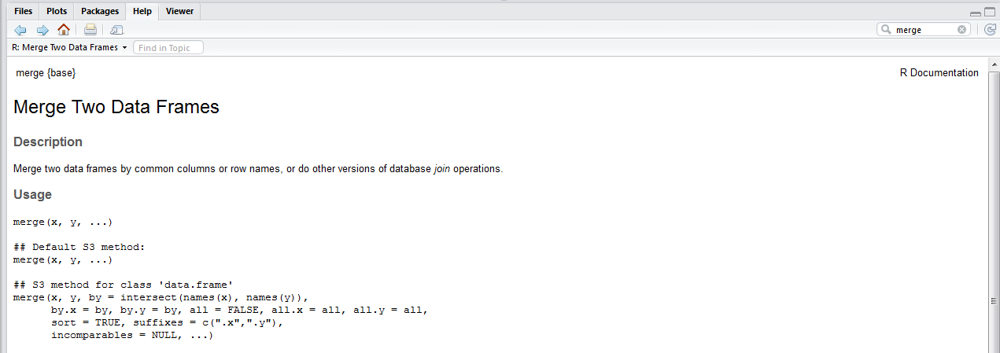 Files Plots Packages Help Viewer
merge
R: Merge Two Data Frames Find in Topic
merge {base} R Documentation
Merge Two Data Frames
Description
Merge two data frames by common columns or row names, or do other versions of database join operations.
Usage
merge(x, y, ...)
## Default S3 method:
merge(x, y, ...)
## S3 method for class 'data.frame'
merge(x, y, by = intersect(names(x), names(y)),
      by.x = by, by.y = by, all = FALSE, all.x = all, all.y = all,
      sort = TRUE, suffixes = c(".x",".y"),
      incomparables = NULL, ...)